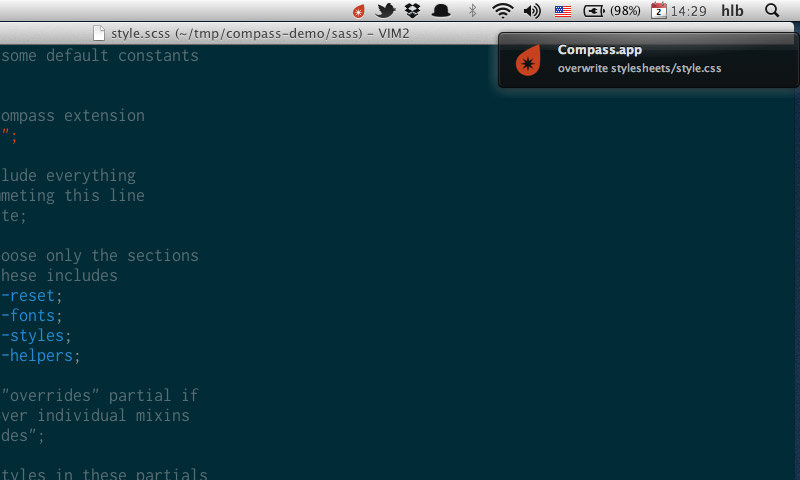 (98%) 2 14:29 hlb
style.scss (~/tmp/compass-demo/sass) – VIM2
Compass.app
overwrite stylesheets/style.css
some default constants
ompass extension
";
lude everything
mmeting this line
te;
oose only the sections
hese includes
-reset;
-fonts;
-styles;
-helpers;
"overrides" partial if
ver individual mixins
des";
tyles in these partials